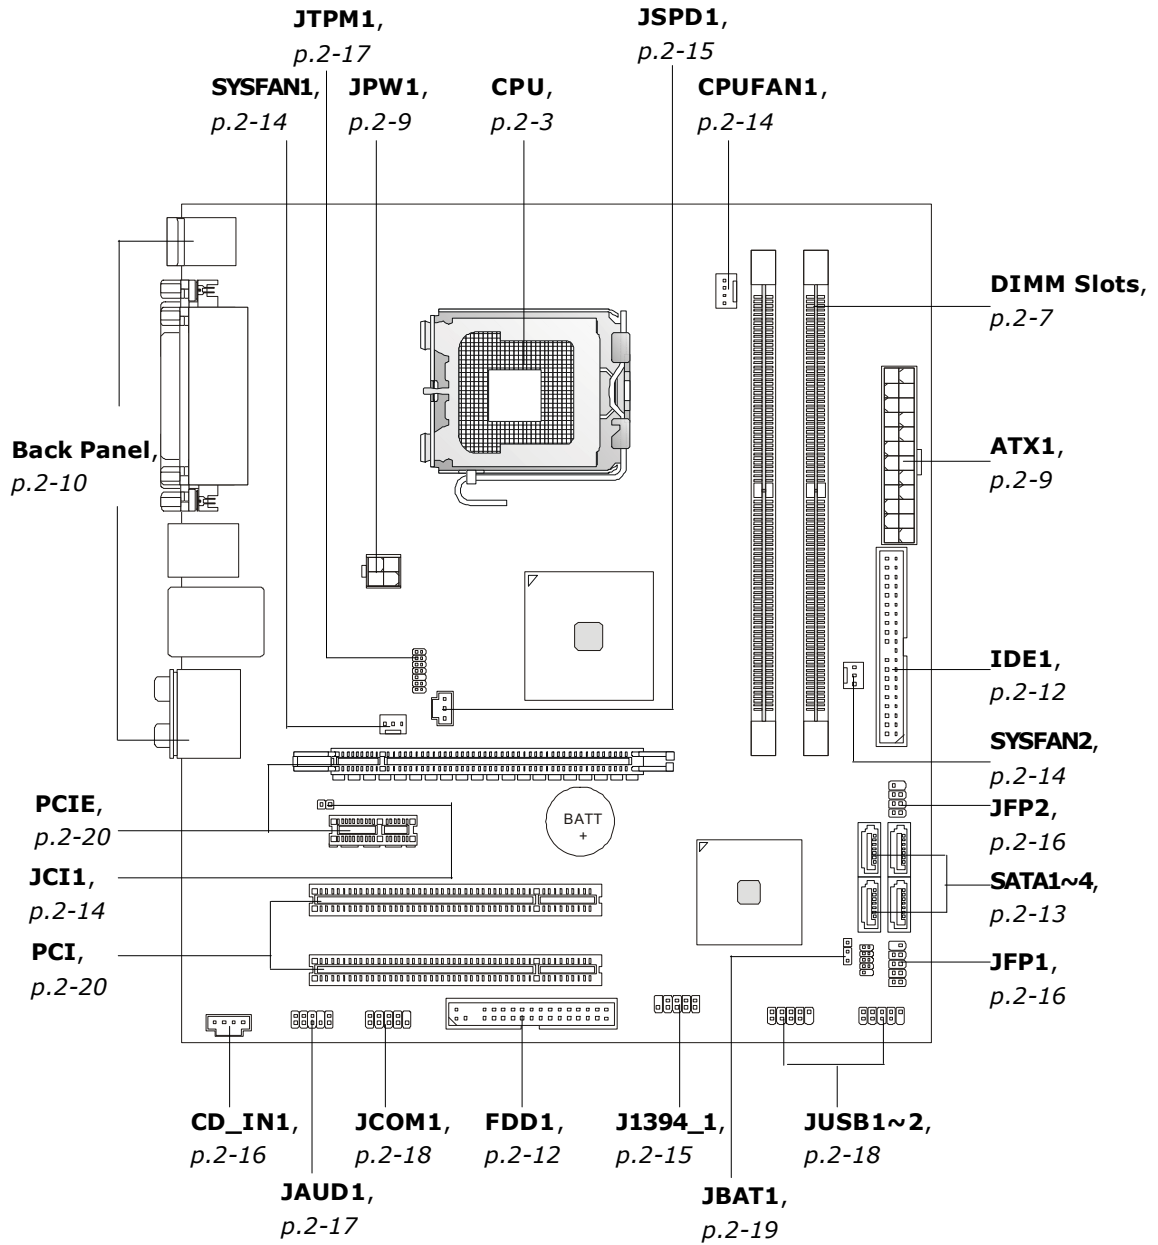 JTPM1,
p.2-17
JSPD1,
p.2-15
SYSFAN1,
p.2-14
JPW1,
p.2-9
CPU,
p.2-3
CPUFAN1,
p.2-14
DIMM Slots,
p.2-7
Back Panel,
p.2-10
ATX1,
p.2-9
IDE1,
p.2-12
SYSFAN2,
p.2-14
PCIE,
p.2-20
BATT
+
JFP2,
p.2-16
JCI1,
p.2-14
SATA1~4,
p.2-13
PCI,
p.2-20
JFP1,
p.2-16
CD_IN1,
p.2-16
JCOM1,
p.2-18
FDD1,
p.2-12
J1394_1,
p.2-15
JUSB1~2,
p.2-18
JAUD1,
p.2-17
JBAT1,
p.2-19